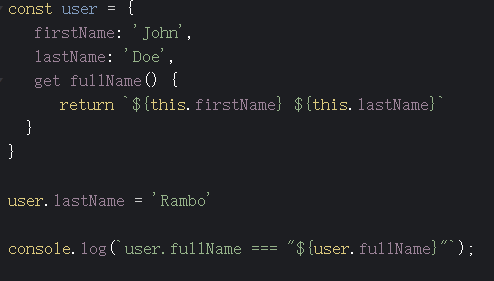 const user = {
firstName: 'John',
lastName: 'Doe',
get fullName() {
return `${this.firstName} ${this.lastName}`
}
}
user.lastName = 'Rambo'
console.log(`user.fullName === "${user.fullName}"`);